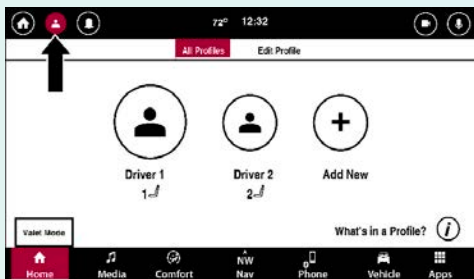 72° 12:32
All Profiles Edit Profile
Driver 1 Driver 2 Add New
1 2
Valet Mode What's in a Profile? i
NW
Home Media Comfort Nav Phone Vehicle Apps